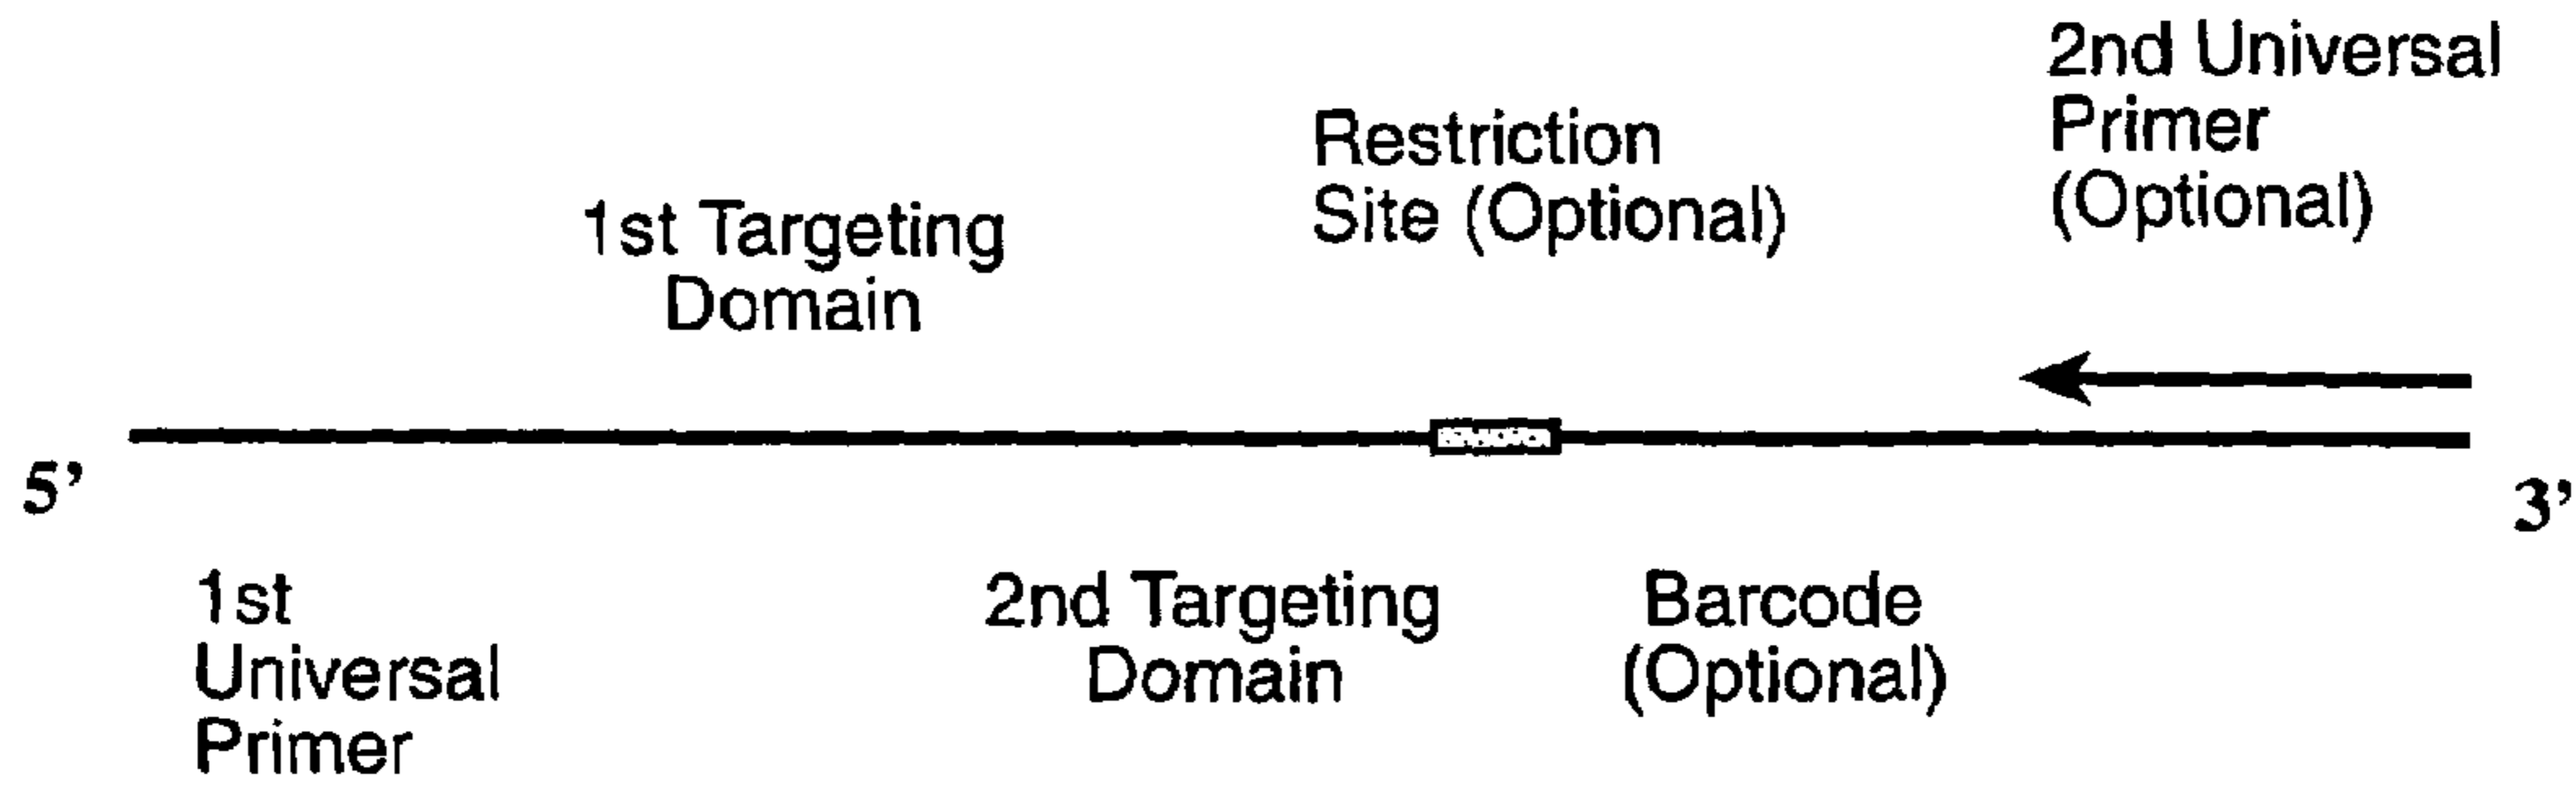 2nd Universal
Primer
(Optional)
Restriction
Site (Optional)
1st Targeting
Domain
5’
3’
1st
Universal
Primer
2nd Targeting
Domain
Barcode
(Optional)